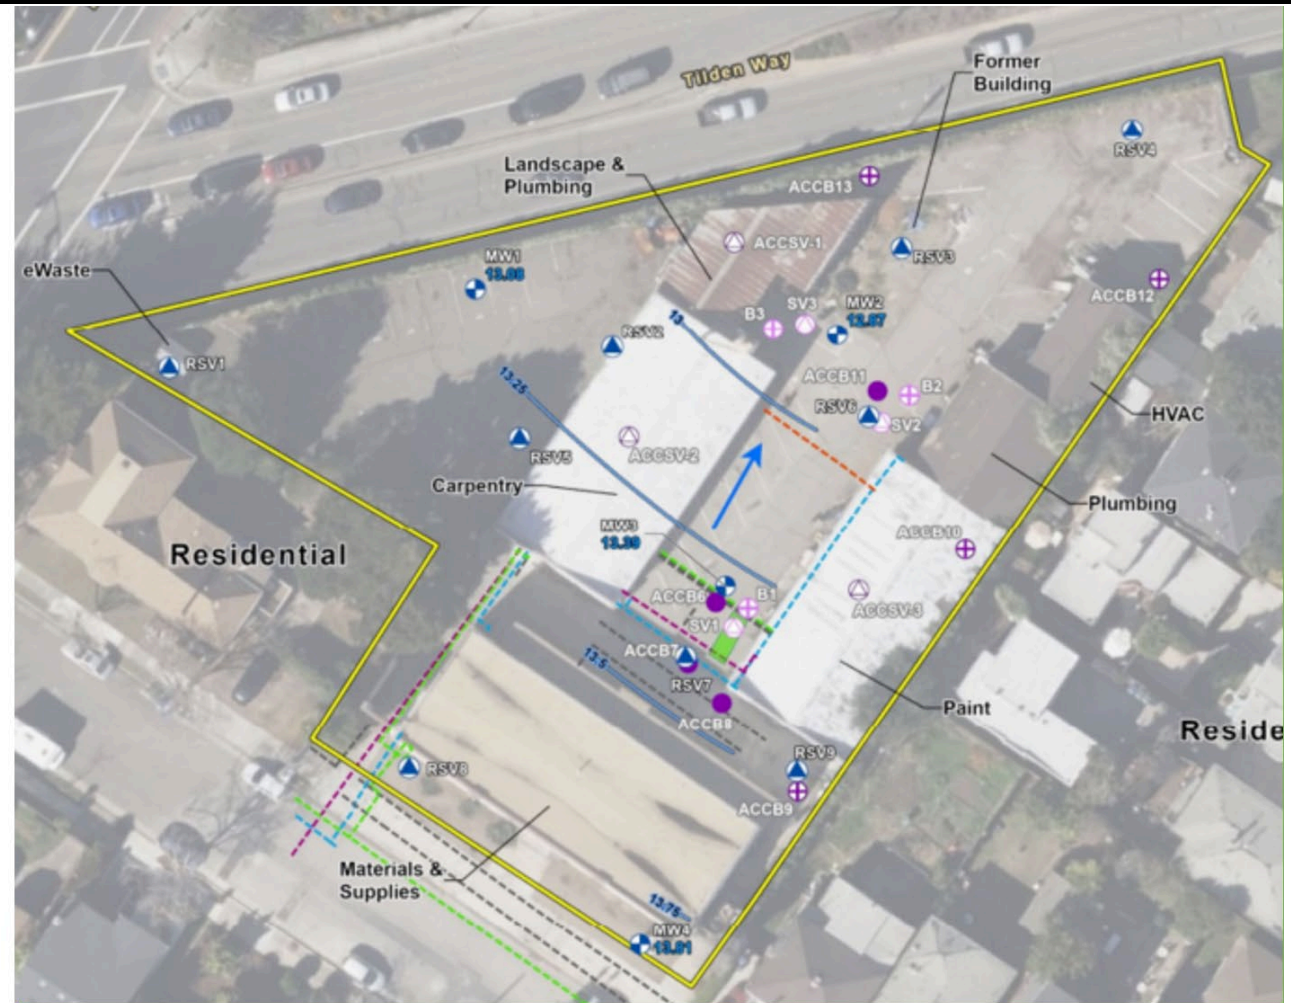 Tilden Way
Former
Building
RSV4
Landscape &
Plumbing
ACCB13
ACCSV-1
RSV3
MW1
13.08
eWaste
ACCB12
SV3
MW2
B3
13
RSV2
RSV1
13.25
ACCB11
B2
RSV6
SV2
HVAC
ACCSV-2
RSV5
Carpentry
Plumbing
MW3
13.39
ACCB10
Residential
ACCB6
B1
ACCSV-3
SV1
ACCB7
13.5
RSV7
Paint
ACCB8
Reside
RSV9
RSV8
ACCB9
Materials &
Supplies
13.75
MW4
13.81